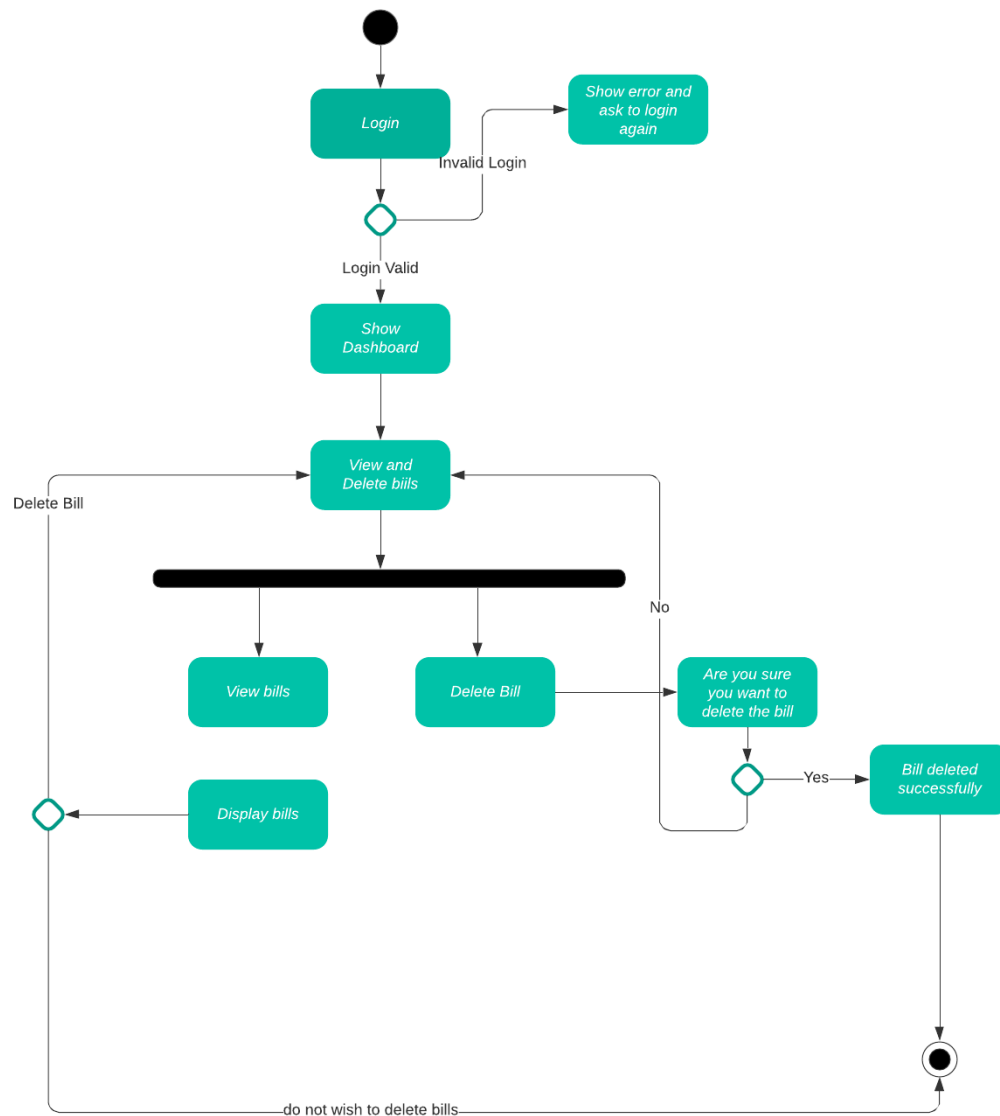 Login
Show error and
ask to login
again
Invalid Login
Login Valid
Show
Dashboard
View and
Delete biils
Delete Bill
No
View bills
Delete Bill
Are you sure
you want to
delete the bill
Yes
Bill deleted
successfully
Display bills
do not wish to delete bills